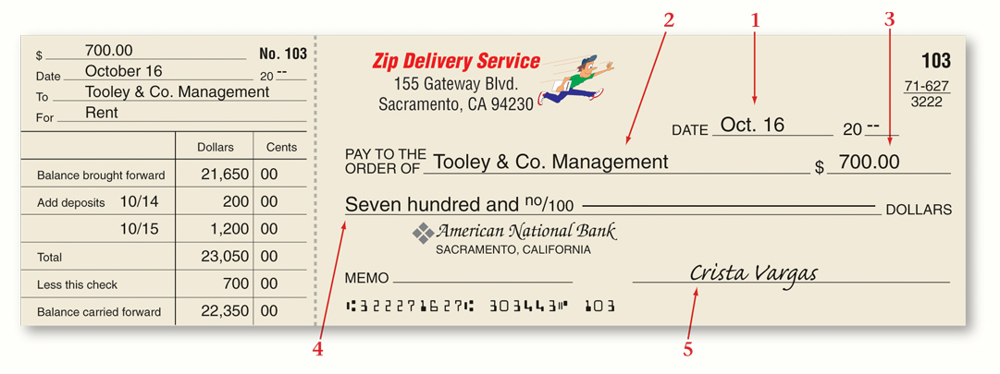 2 1 3
$ 700.00 No. 103
Date October 16 20 --
To Tooley & Co. Management
For Rent
Dollars Cents
Balance brought forward 21,650 00
Add deposits 10/14 200 00
10/15 1,200 00
Total 23,050 00
Less this check 700 00
Balance carried forward 22,350 00
Zip Delivery Service
155 Gateway Blvd.
Sacramento, CA 94230
103
71-627
3222
DATE Oct. 16 20 --
PAY TO THE
ORDER OF Tooley & Co. Management $ 700.00
Seven hundred and no/100 DOLLARS
American National Bank
SACRAMENTO, CALIFORNIA
MEMO Crista Vargas
⑆322271627⑆ 303443⑈ 103
4 5